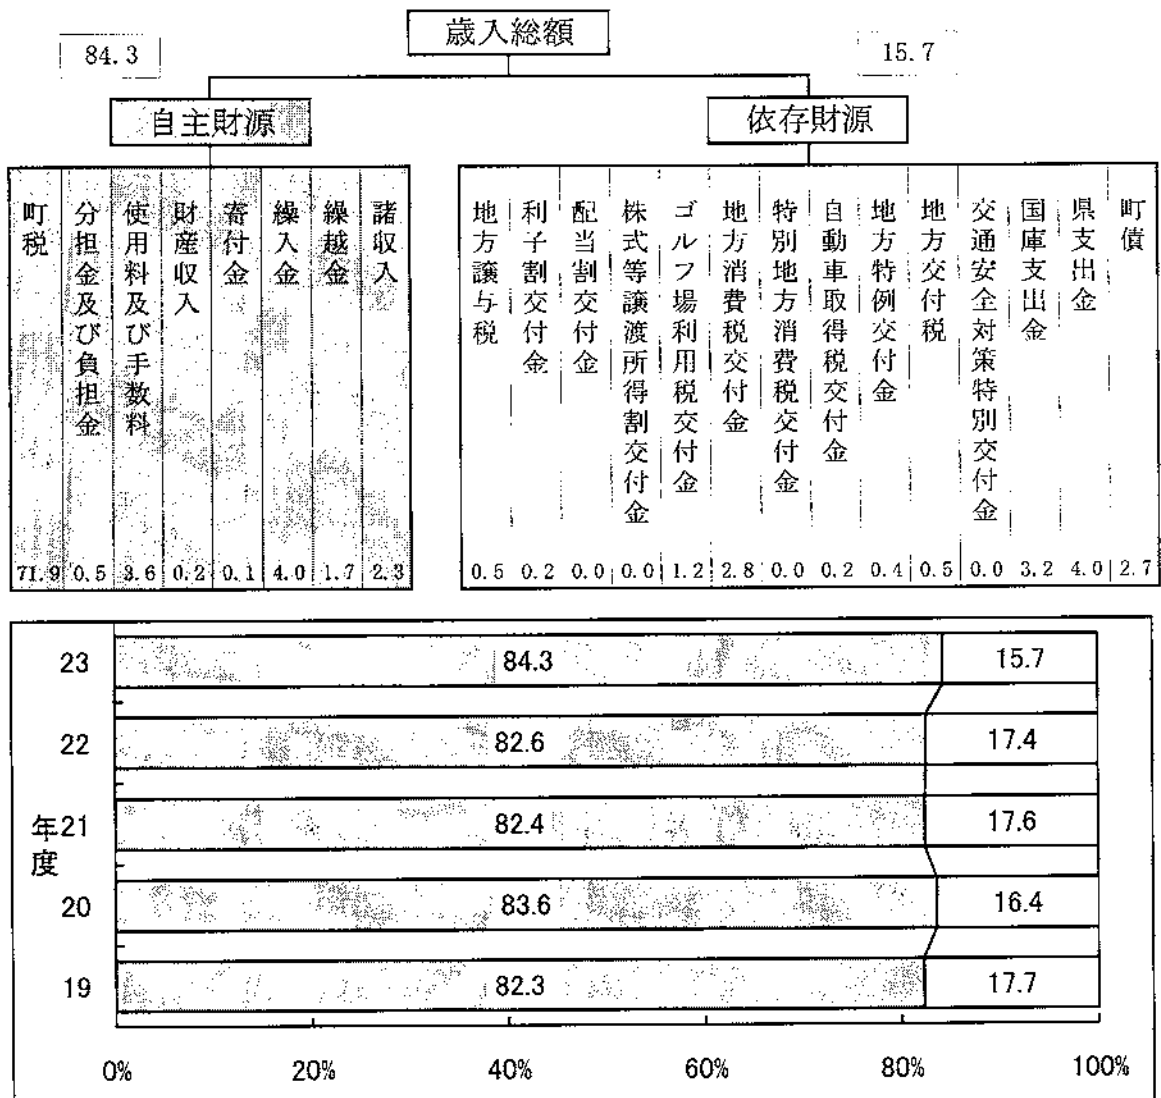 歳入総額
84.3
15.7
自主財源
依存財源
町税
分担金及び負担金
使用料及び手数料
財産収入
寄付金
繰入金
繰越金
諸収入
71.9 0.5 3.6 0.2 0.1 4.0 1.7 2.3
地方譲与税
利子割交付金
配当割交付金
株式等譲渡所得割交付金
ゴルフ場利用税交付金
地方消費税交付金
特別地方消費税交付金
自動車取得税交付金
地方特例交付金
地方交付税
交通安全対策特別交付金
国庫支出金
県支出金
町債
0.5 0.2 0.0 0.0 1.2 2.8 0.0 0.2 0.4 0.5 0.0 3.2 4.0 2.7
年度
23 84.3 15.7
22 82.6 17.4
21 82.4 17.6
20 83.6 16.4
19 82.3 17.7
0% 20% 40% 60% 80% 100%